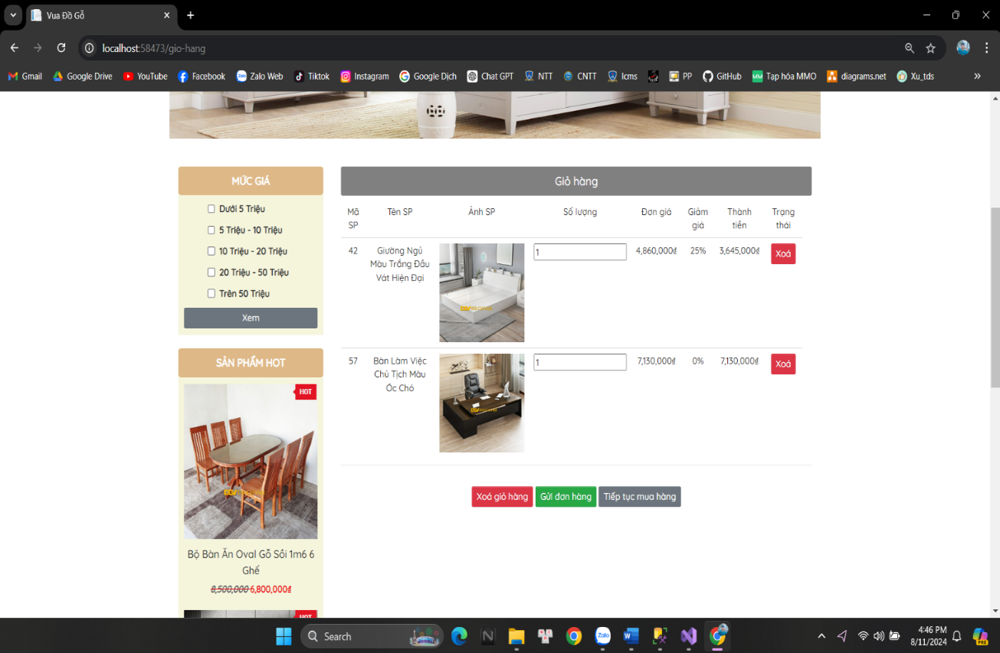 Vua Đồ Gỗ
localhost:58473/gio-hang
Gmail Google Drive YouTube Facebook Zalo Web Tiktok Instagram Google Dịch Chat GPT NTT CNTT lcms PP GitHub Tạp hóa MMO diagrams.net Xu_tds
MỨC GIÁ
Dưới 5 Triệu
5 Triệu - 10 Triệu
10 Triệu - 20 Triệu
20 Triệu - 50 Triệu
Trên 50 Triệu
Xem
SẢN PHẨM HOT
HOT
Bộ Bàn Ăn Oval Gỗ Sồi 1m6 6
Ghế
8,500,000 6,800,000₫
HOT
Giỏ hàng
Mã SP Tên SP Ảnh SP Số lượng Đơn giá Giảm giá Thành tiền Trạng thái
42 Giường Ngủ 1 4,860,000₫ 25% 3,645,000₫ Xoá
Màu Trắng Đầu
Vát Hiện Đại
57 Bàn Làm Việc 1 7,130,000₫ 0% 7,130,000₫ Xoá
Chủ Tịch Màu
Óc Chó
Xoá giỏ hàng Gửi đơn hàng Tiếp tục mua hàng
Search
Zalo
4:46 PM
8/11/2024
PRE